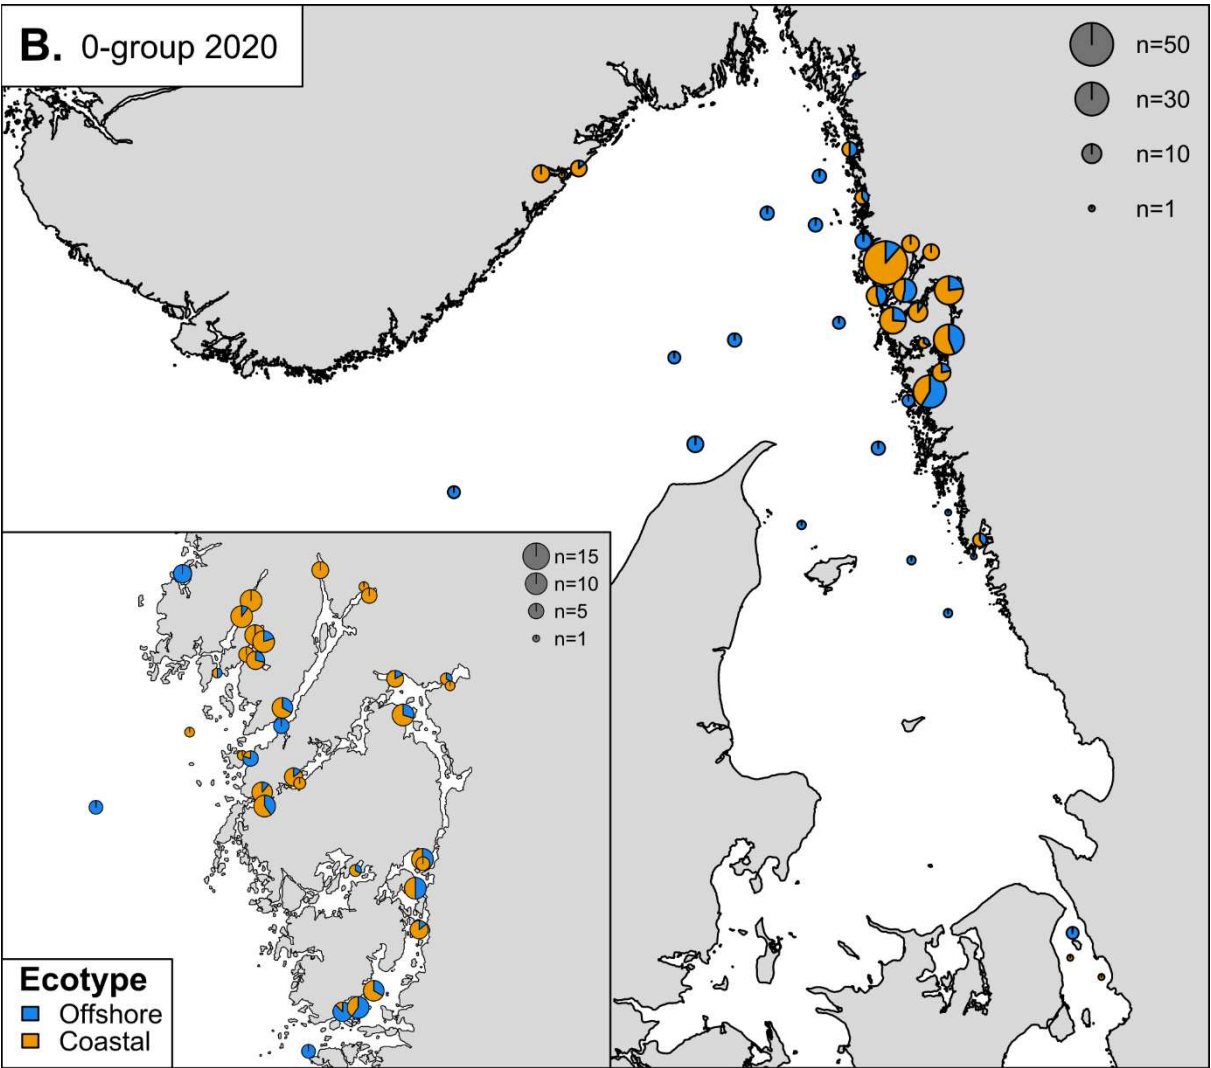 B. 0-group 2020
n=50
n=30
n=10
n=1
n=15
n=10
n=5
n=1
Ecotype
Offshore
Coastal